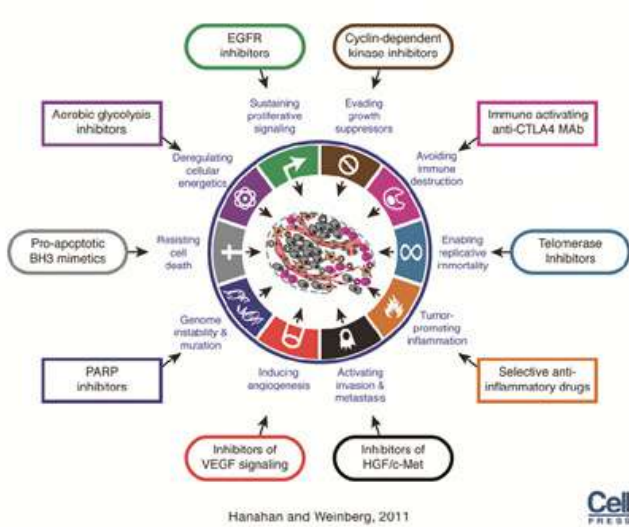 EGFR
inhibitors
Cyclin-dependent
kinase inhibitors
Aerobic glycolysis
inhibitors
Sustaining
proliferative
signaling
Evading
growth
suppressors
Immune activating
anti-CTLA4 MAb
Deregulating
cellular
energetics
Avoiding
immune
destruction
Pro-apoptotic
BH3 mimetics
Resisting
cell
death
Enabling
replicative
immortality
Telomerase
Inhibitors
Genome
instability &
mutation
Tumor-
promoting
inflammation
PARP
inhibitors
Inducing
angiogenesis
Activating
invasion &
metastasis
Selective anti-
inflammatory drugs
Inhibitors of
VEGF signaling
Inhibitors of
HGF/c-Met
Hanahan and Weinberg, 2011
Cell
PRESS